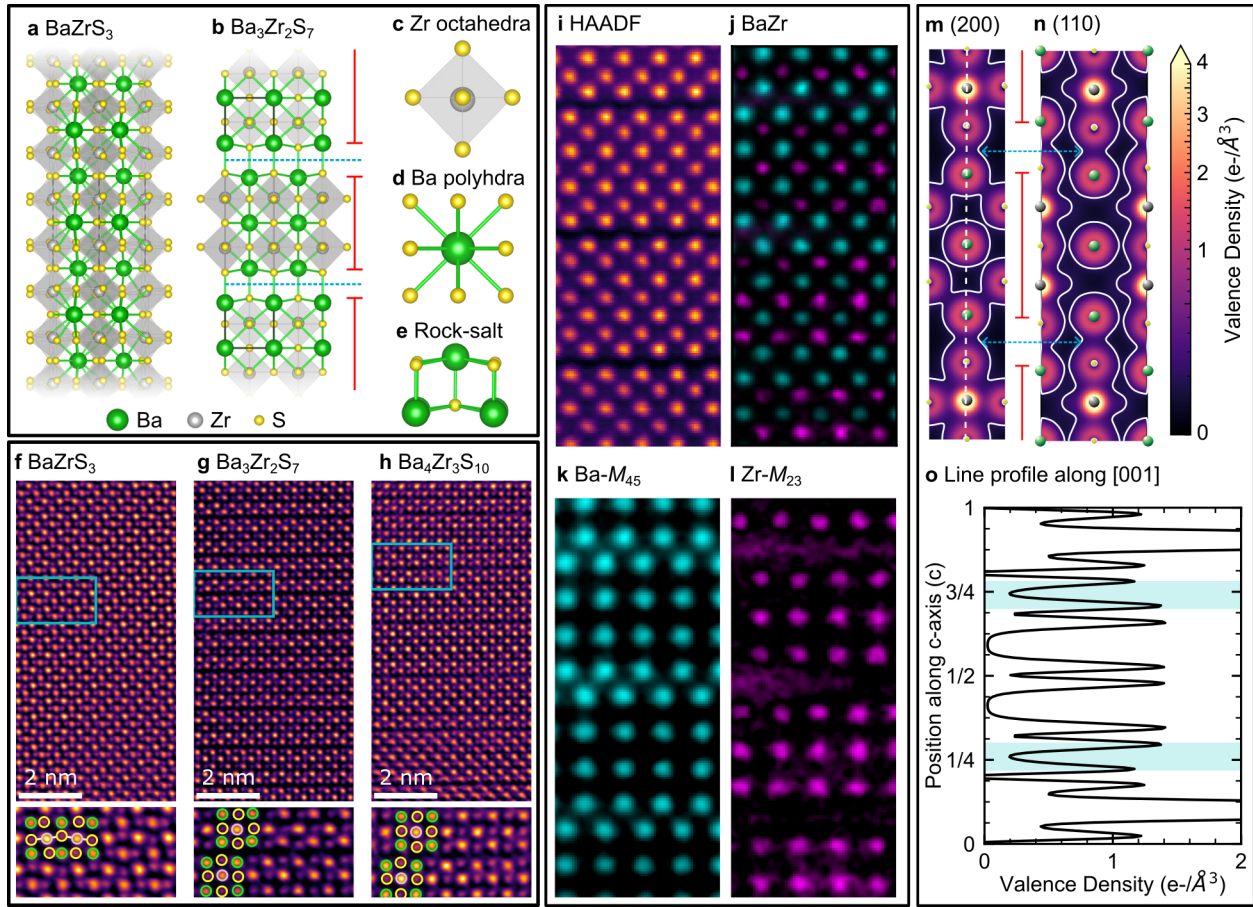 a BaZrS3
b Ba3Zr2S7
c Zr octahedra
d Ba polyhdra
e Rock-salt
Ba Zr S
f BaZrS3
g Ba3Zr2S7
h Ba4Zr3S10
2 nm
2 nm
2 nm
i HAADF
j BaZr
k Ba-M45
l Zr-M23
m (200)
n (110)
4
3
2
1
0
Valence Density (e-/Å3)
o Line profile along [001]
1
3/4
1/2
1/4
0
Position along c-axis (c)
0 1 2
Valence Density (e-/Å3)